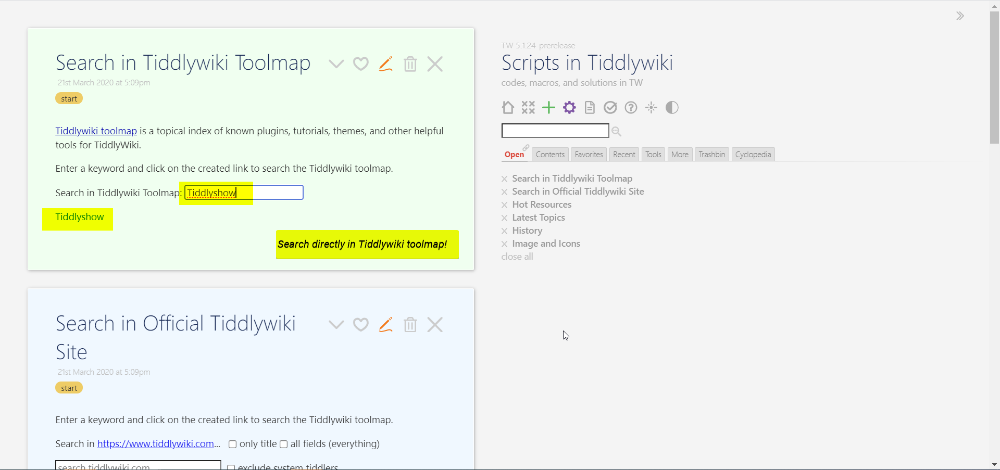 Search in Tiddlywiki Toolmap
21st March 2020 at 5:09pm
start
Tiddlywiki toolmap is a topical index of known plugins, tutorials, themes, and other helpful
tools for TiddlyWiki.
Enter a keyword and click on the created link to search the Tiddlywiki toolmap.
Search in Tiddlywiki Toolmap: Tiddlyshow
Tiddlyshow
Search directly in Tiddlywiki toolmap!
Search in Official Tiddlywiki
Site
21st March 2020 at 5:09pm
start
Enter a keyword and click on the created link to search the Tiddlywiki toolmap.
Search in https://www.tiddlywiki.com... only title all fields (everything)
search tiddlywiki.com exclude system tiddlers
TW 5.1.24-prerelease
Scripts in Tiddlywiki
codes, macros, and solutions in TW
Open Contents Favorites Recent Tools More Trashbin Cyclopedia
Search in Tiddlywiki Toolmap
Search in Official Tiddlywiki Site
Hot Resources
Latest Topics
History
Image and Icons
close all